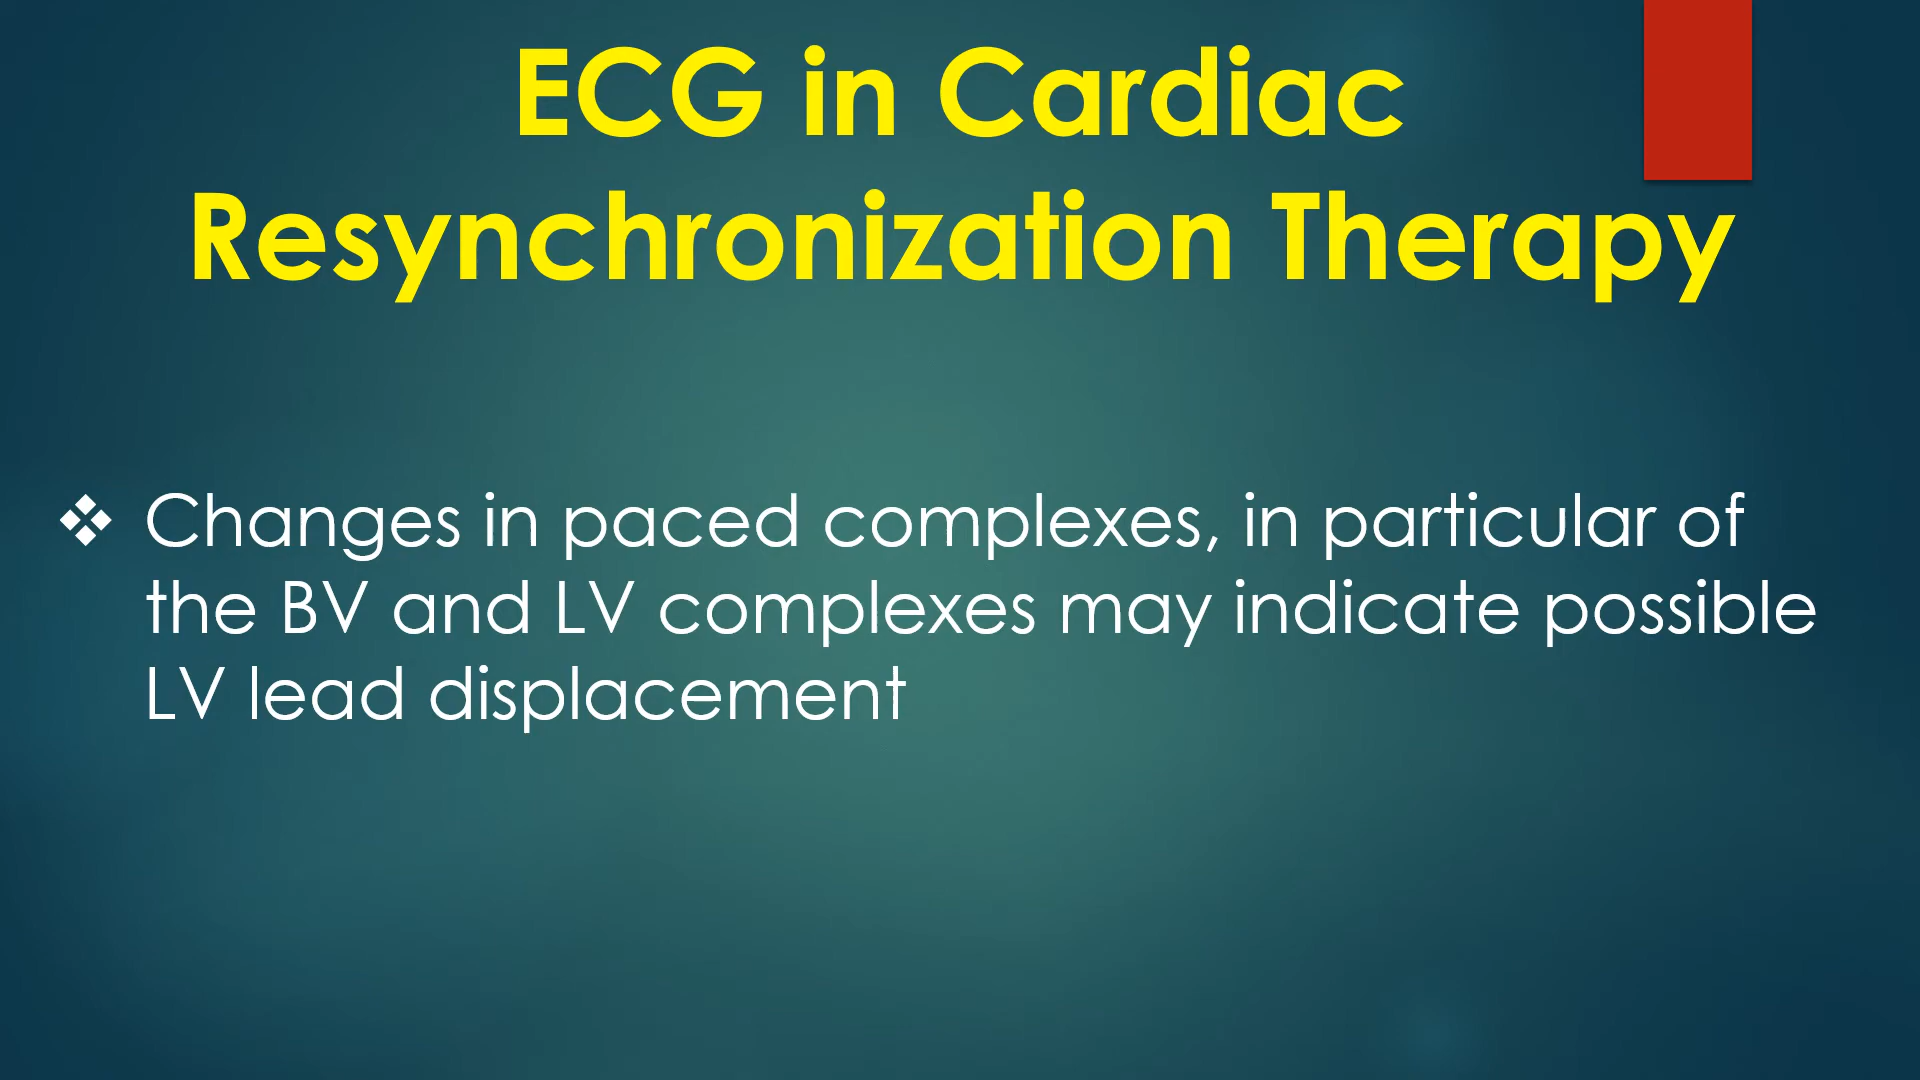 ECG in Cardiac
Resynchronization Therapy
❖ Changes in paced complexes, in particular of
the BV and LV complexes may indicate possible
LV lead displacement